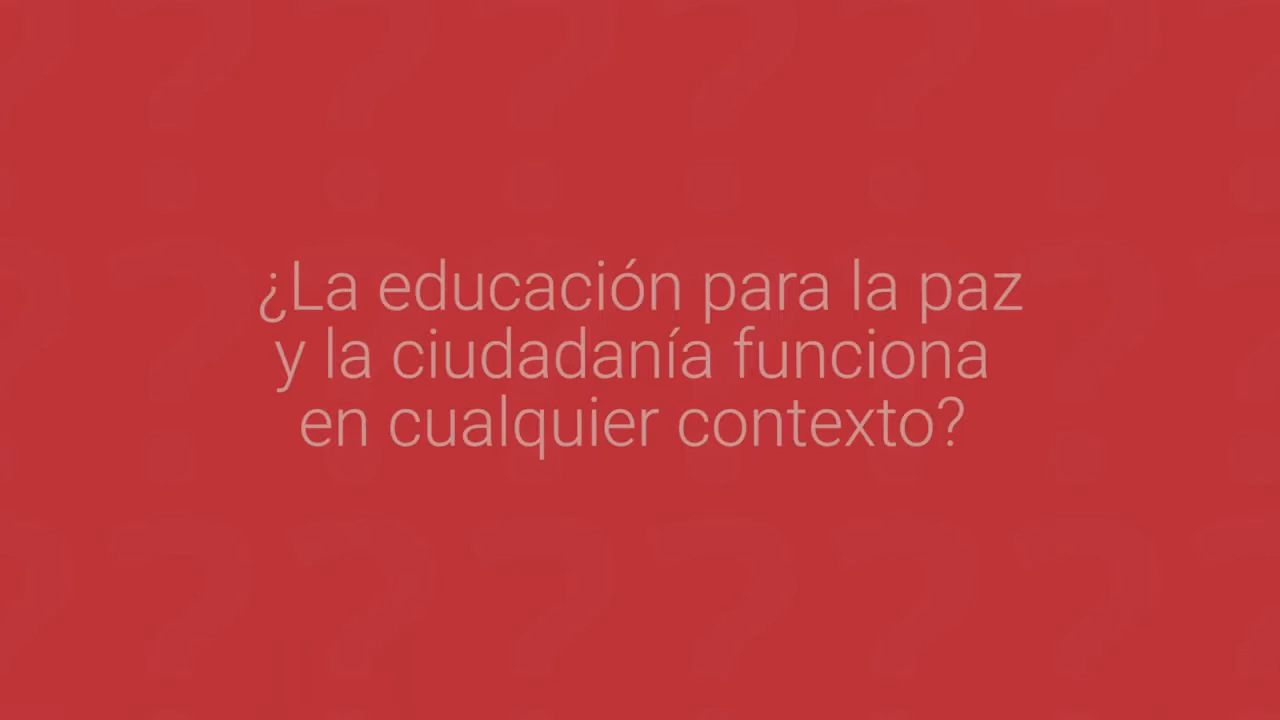 ¿La educación para la paz
y la ciudadanía funciona
en cualquier contexto?